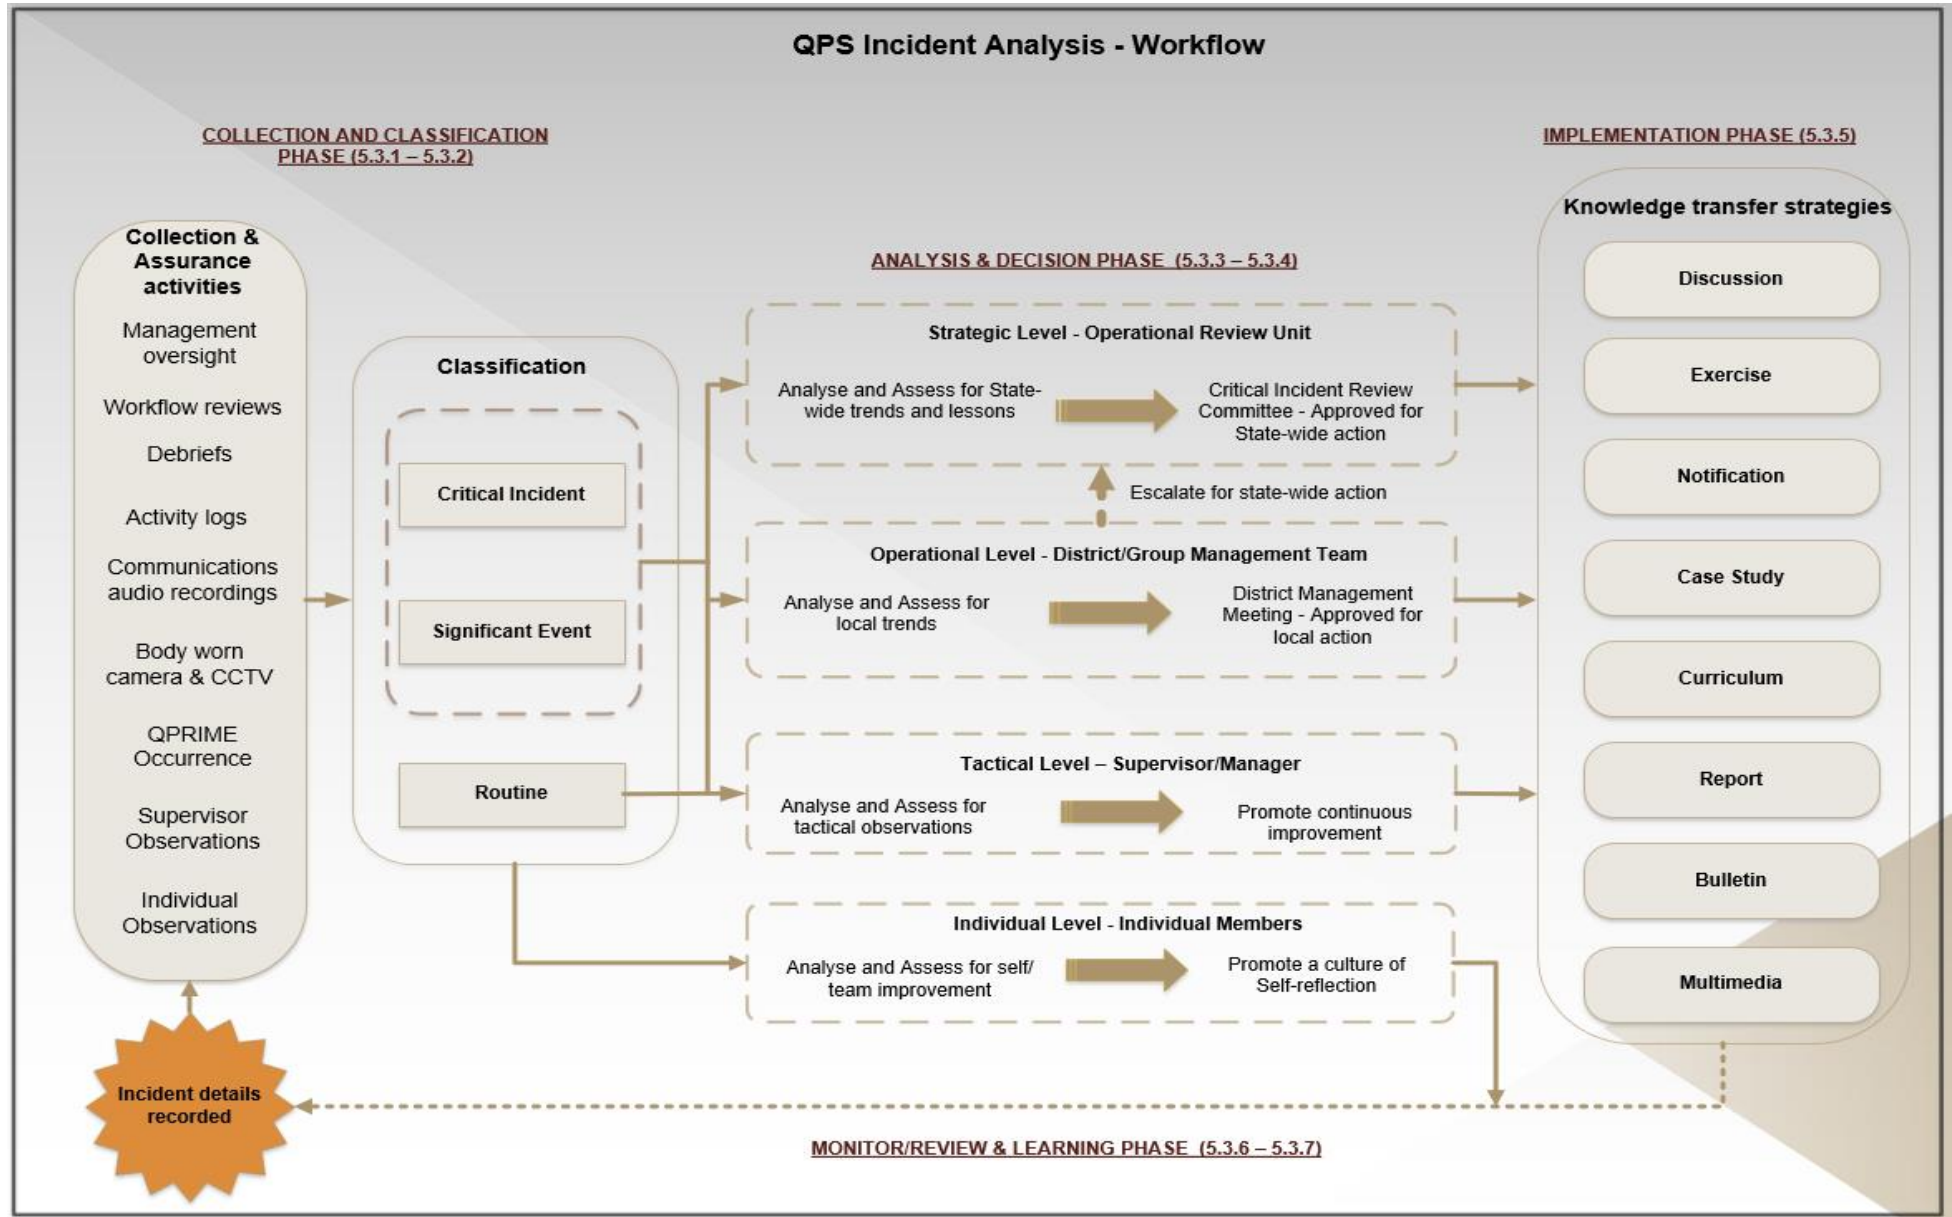 QPS Incident Analysis - Workflow
COLLECTION AND CLASSIFICATION
PHASE (5.3.1 – 5.3.2)
Collection &
Assurance
activities
Management
oversight
Workflow reviews
Debriefs
Activity logs
Communications
audio recordings
Body worn
camera & CCTV
QPRIME
Occurrence
Supervisor
Observations
Individual
Observations
Incident details
recorded
Classification
Critical Incident
Significant Event
Routine
ANALYSIS & DECISION PHASE (5.3.3 – 5.3.4)
Strategic Level - Operational Review Unit
Analyse and Assess for State-
wide trends and lessons
Critical Incident Review
Committee - Approved for
State-wide action
Escalate for state-wide action
Operational Level - District/Group Management Team
Analyse and Assess for
local trends
District Management
Meeting - Approved for
local action
Tactical Level – Supervisor/Manager
Analyse and Assess for
tactical observations
Promote continuous
improvement
Individual Level - Individual Members
Analyse and Assess for self/
team improvement
Promote a culture of
Self-reflection
IMPLEMENTATION PHASE (5.3.5)
Knowledge transfer strategies
Discussion
Exercise
Notification
Case Study
Curriculum
Report
Bulletin
Multimedia
MONITOR/REVIEW & LEARNING PHASE (5.3.6 – 5.3.7)